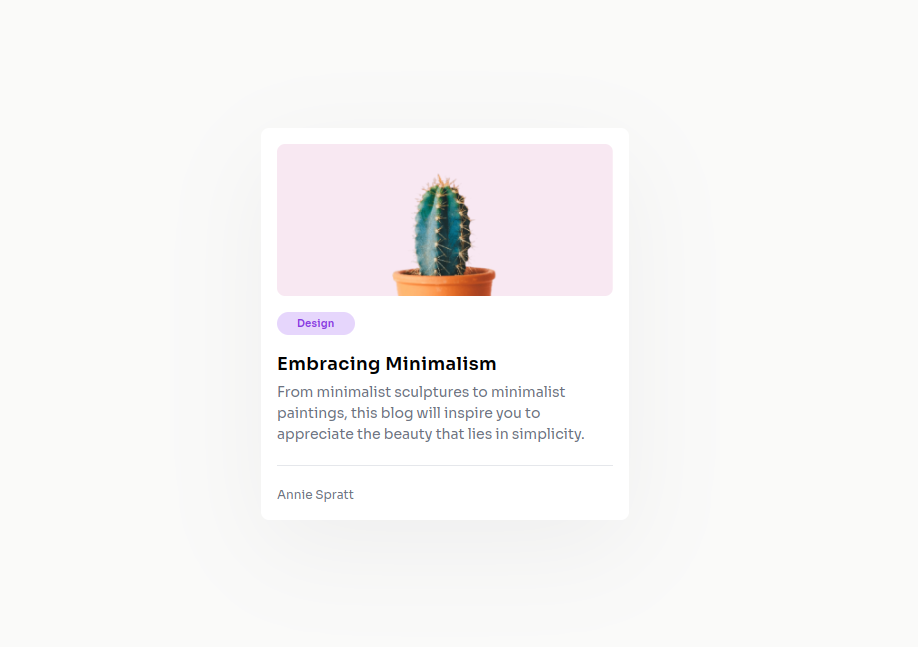 Design
Embracing Minimalism
From minimalist sculptures to minimalist
paintings, this blog will inspire you to
appreciate the beauty that lies in simplicity.
Annie Spratt